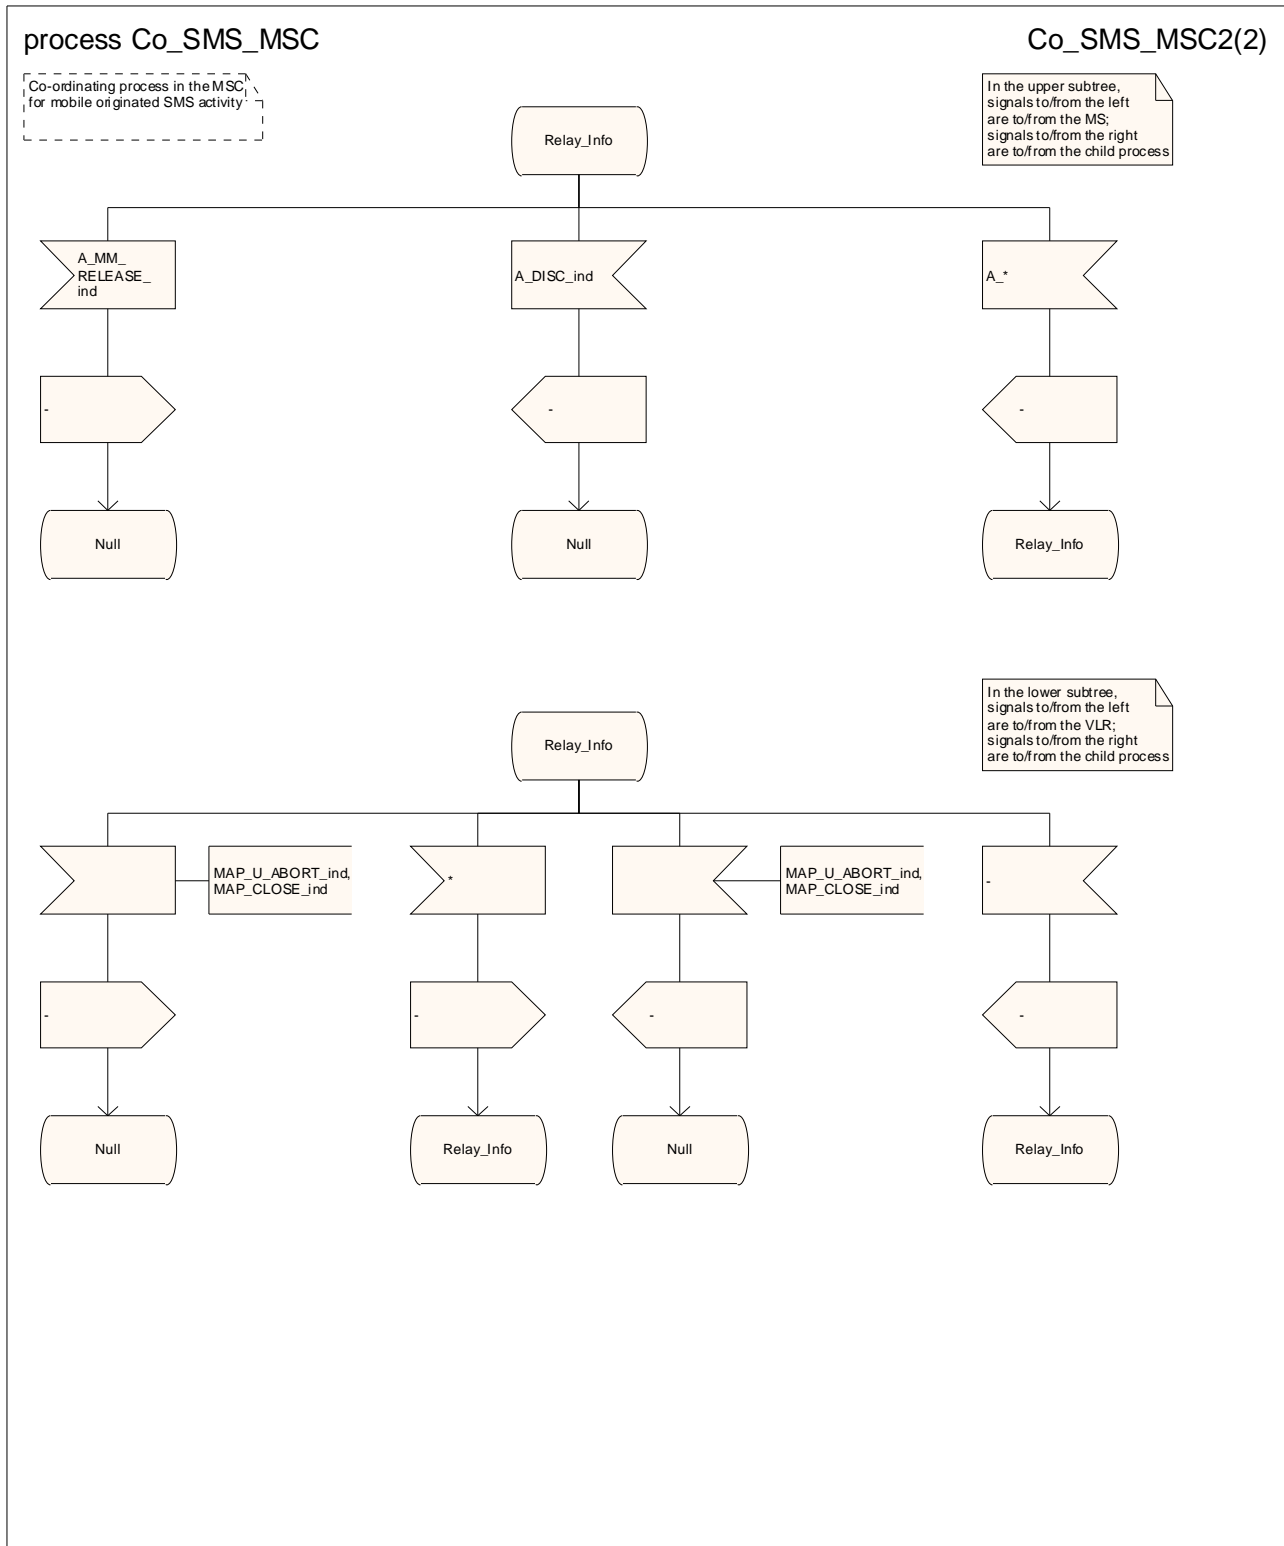 process Co_SMS_MSC
Co_SMS_MSC2(2)
Co-ordinating process in the MSC
for mobile originated SMS activity
In the upper subtree,
signals to/from the left
are to/from the MS;
signals to/from the right
are to/from the child process
Relay_Info
A_MM_
RELEASE_
ind
A_DISC_ind
A_*
-
-
-
Null
Null
Relay_Info
In the lower subtree,
signals to/from the left
are to/from the VLR;
signals to/from the right
are to/from the child process
Relay_Info
MAP_U_ABORT_ind,
MAP_CLOSE_ind
*
MAP_U_ABORT_ind,
MAP_CLOSE_ind
-
-
-
-
-
Null
Relay_Info
Null
Relay_Info